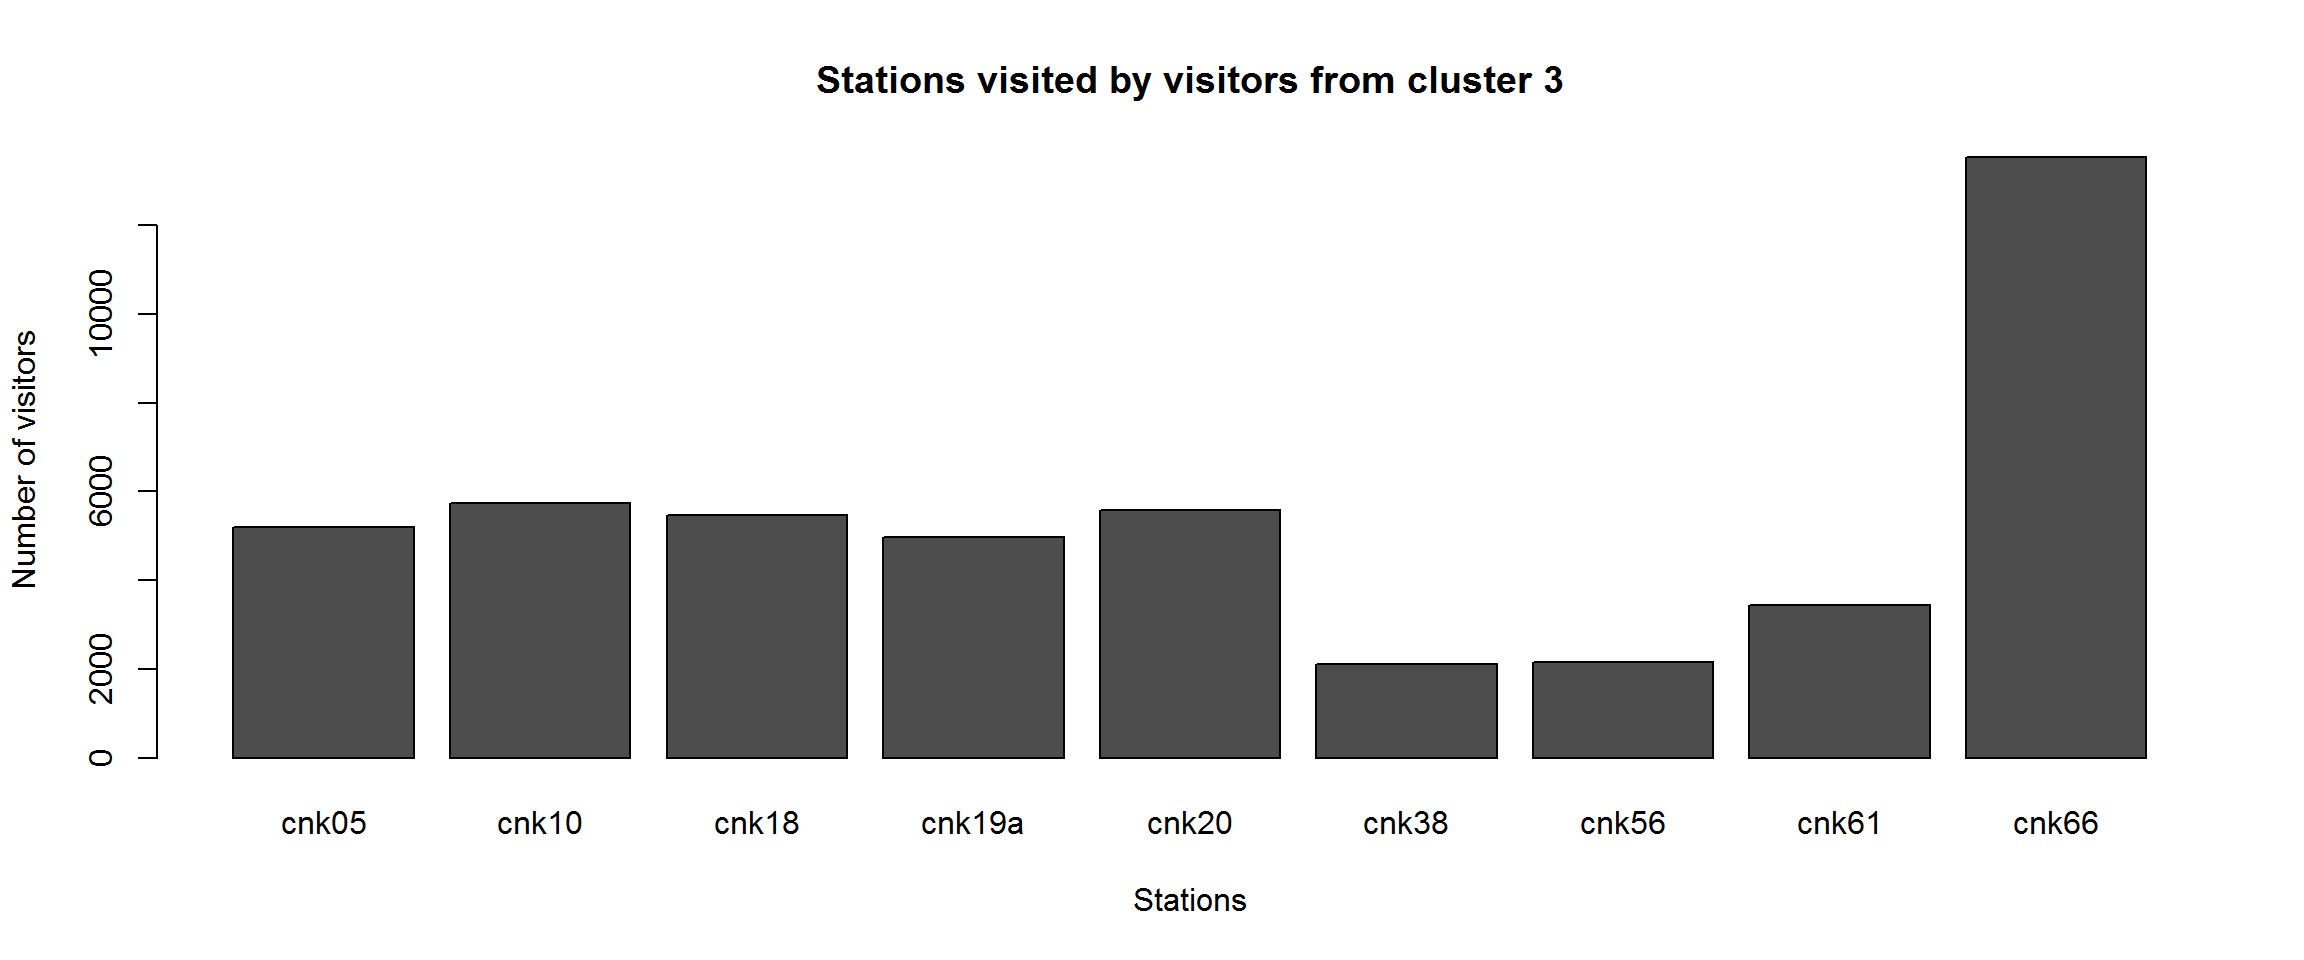 Stations visited by visitors from cluster 3
Number of visitors
10000
6000
2000
0
cnk05 cnk10 cnk18 cnk19a cnk20 cnk38 cnk56 cnk61 cnk66
Stations